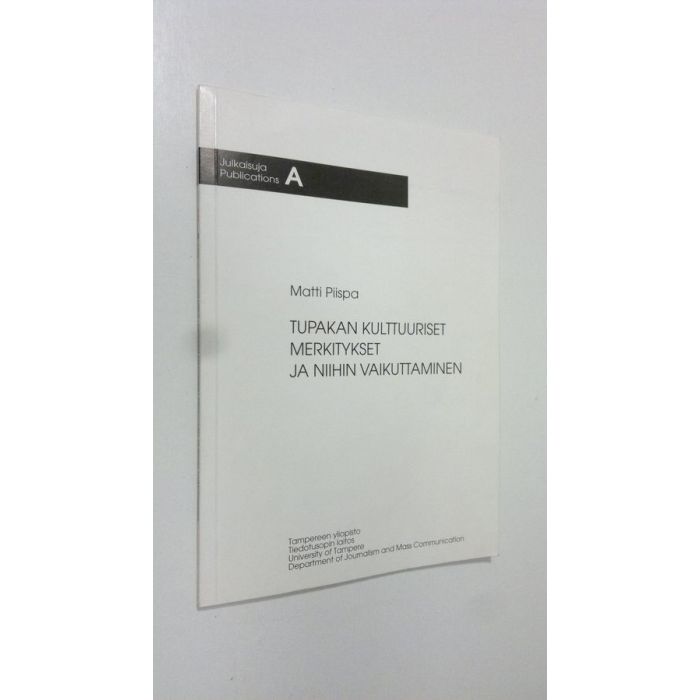 Julkaisuja
Publications A
Matti Piispa
TUPAKAN KULTTUURISET
MERKITYKSET
JA NIIHIN VAIKUTTAMINEN
Tampereen yliopisto
Tiedotusopin laitos
University of Tampere
Department of Journalism and Mass Communication